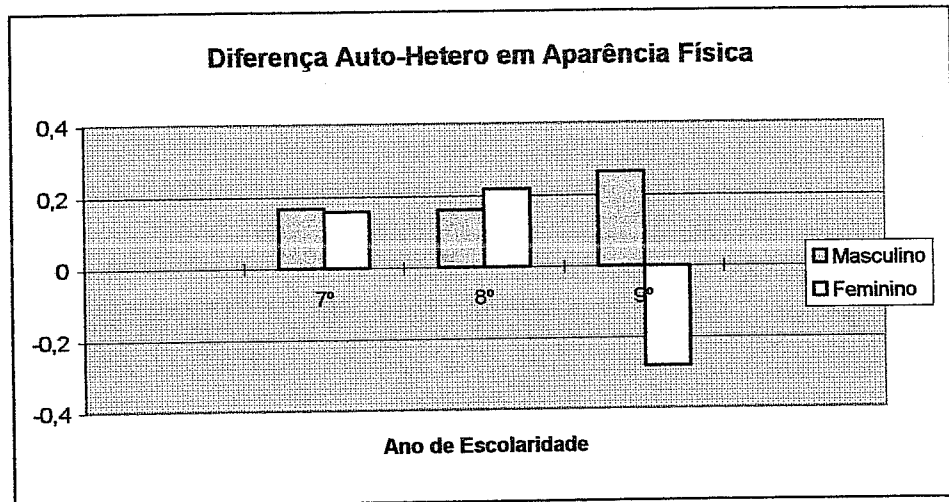 Diferença Auto-Hetero em Aparência Física
0,4
0,2
0
-0,2
-0,4
7º
8º
9º
Masculino
Feminino
Ano de Escolaridade